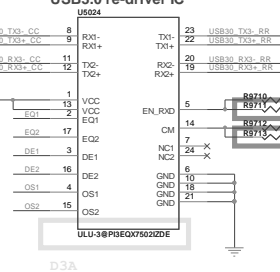 USB3.0 re-driver IC
U5024
0_TX3-_CC 8 RX1- TX1- 23 USB30_TX3-_RR
0_TX3+_CC 9 RX1+ TX1+ 22 USB30_TX3+_RR
0_RX3-_CC 11 TX2- RX2- 20 USB30_RX3-_RR
0_RX3+_CC 12 TX2+ RX2+ 19 USB30_RX3+_RR
1 VCC EN_RXD 5 R9710
13 VCC R9711
EQ1 2 EQ1
CM 14 R9712
R9713
EQ2 17 EQ2
NC1 7
DE1 3 DE1 NC2 24
DE2 16 DE2 GND 6
GND 10
OS1 4 OS1 GND 18
GND 21
OS2 15 OS2
ULU-3@PI3EQX7502IZDE
D3A